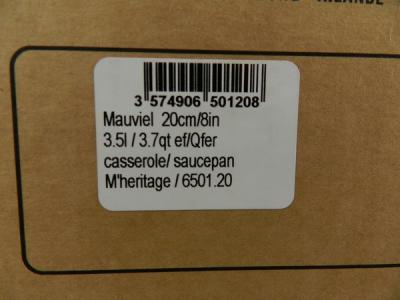 3 574906 501208
Mauviel 20cm/8in
3.5l / 3.7qt ef/Qfer
casserole/ saucepan
M'heritage / 6501.20